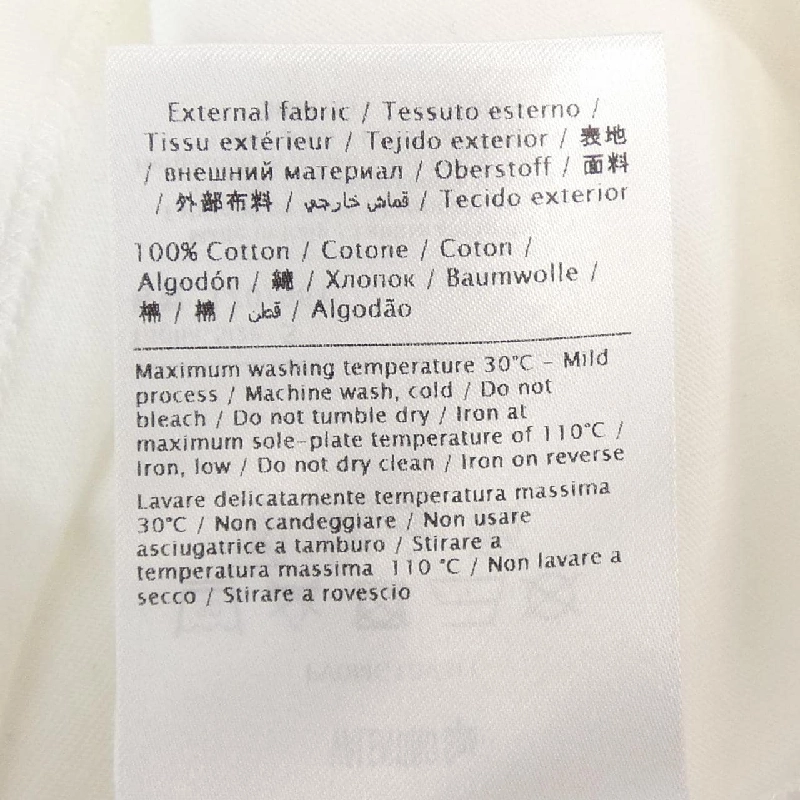 External fabric / Tessuto esterno /
Tissu extérieur / Tejido exterior / 表地
/ внешний материал / Oberstoff / 面料
/ 外部布料 / قماش خارجي / Tecido exterior
100% Cotton / Cotone / Coton /
Algodón / 綿 / Хлопок / Baumwolle /
棉 / 棉 / قطن / Algodão
Maximum washing temperature 30°C - Mild
process / Machine wash, cold / Do not
bleach / Do not tumble dry / Iron at
maximum sole-plate temperature of 110°C /
Iron, low / Do not dry clean / Iron on reverse
Lavare delicatamente temperatura massima
30°C / Non candeggiare / Non usare
asciugatrice a tamburo / Stirare a
temperatura massima 110 °C / Non lavare a
secco / Stirare a rovescio